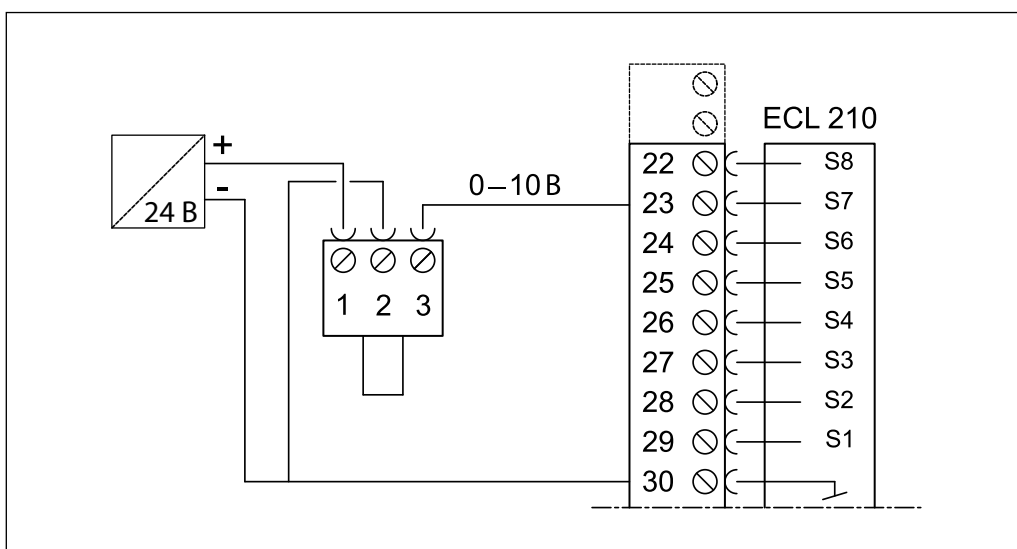 ECL 210
+
-
24 В
0–10 В
1 2 3
22 S8
23 S7
24 S6
25 S5
26 S4
27 S3
28 S2
29 S1
30